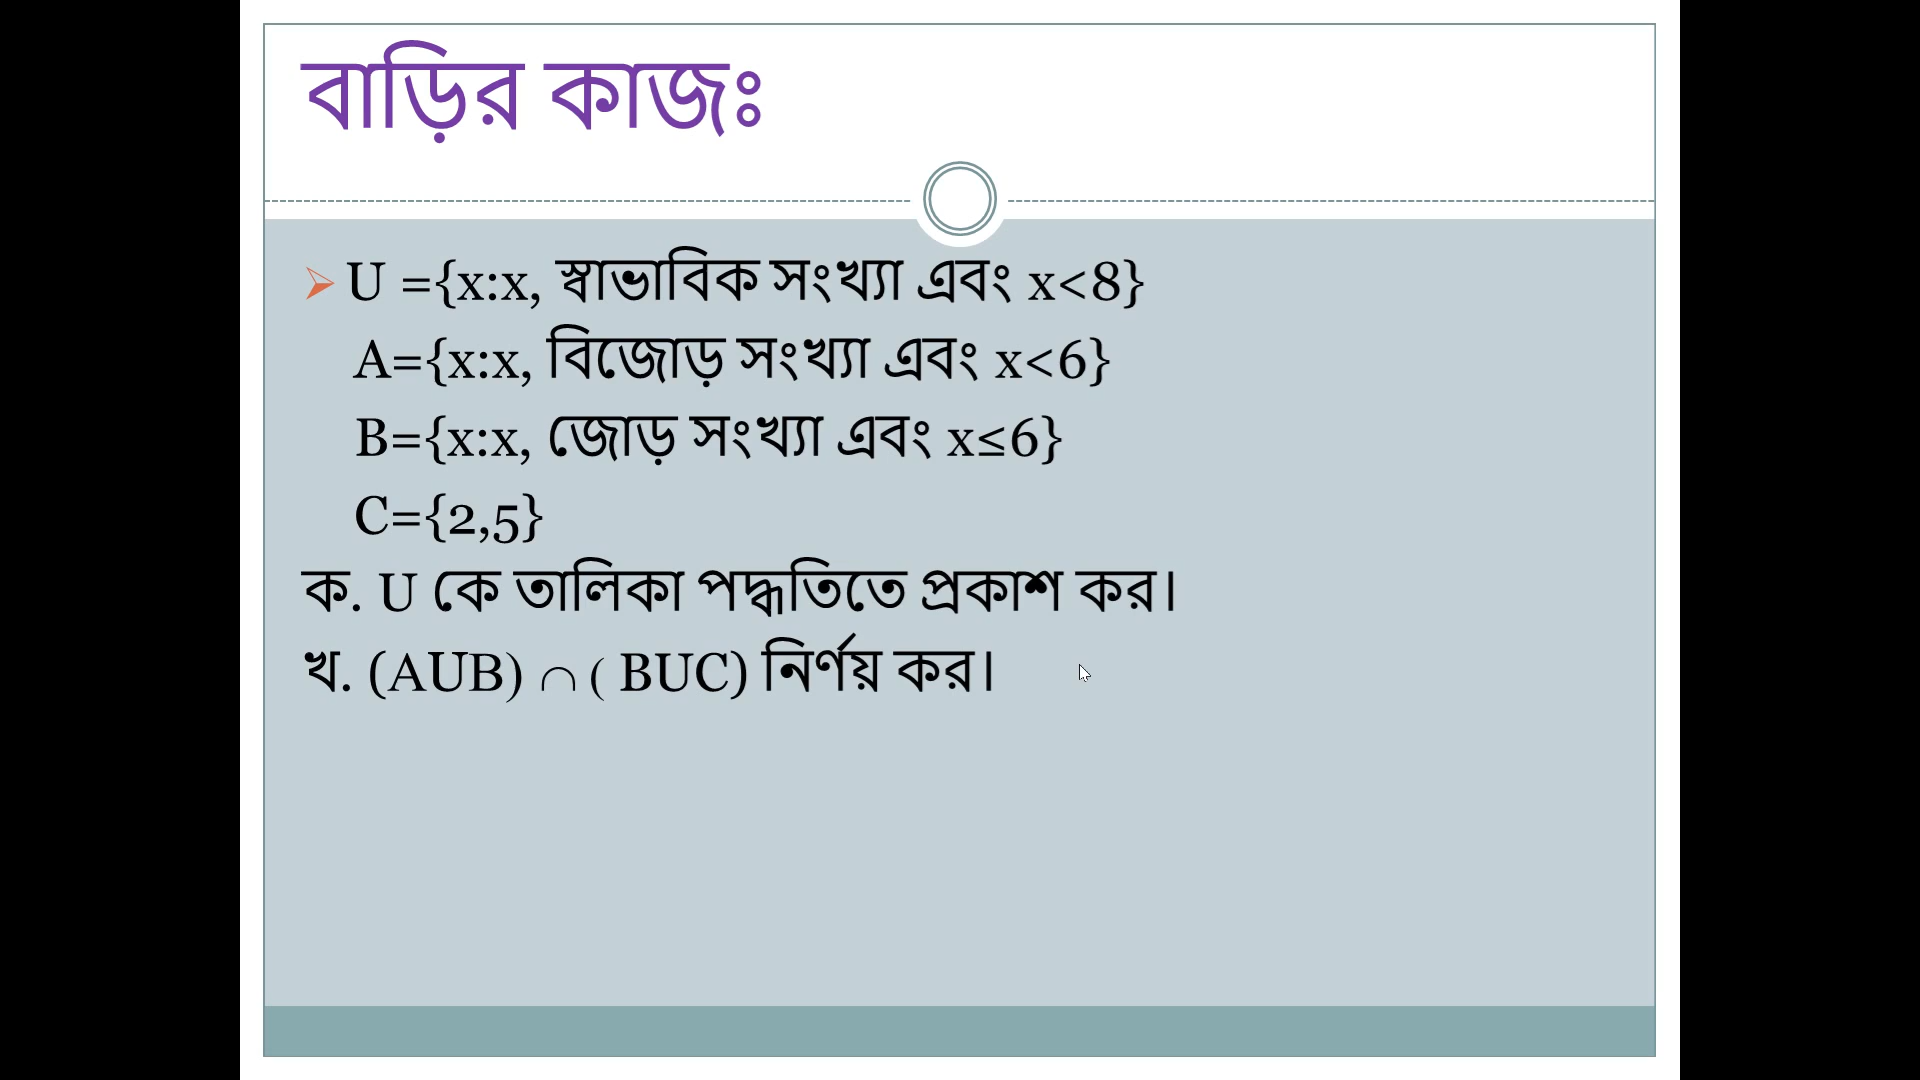 বাড়ির কাজঃ
U ={x:x, স্বাভাবিক সংখ্যা এবং x<8}
A={x:x, বিজোড় সংখ্যা এবং x<6}
B={x:x, জোড় সংখ্যা এবং x≤6}
C={2,5}
ক. U কে তালিকা পদ্ধতিতে প্রকাশ কর।
খ. (AUB) ∩ ( BUC) নির্ণয় কর।